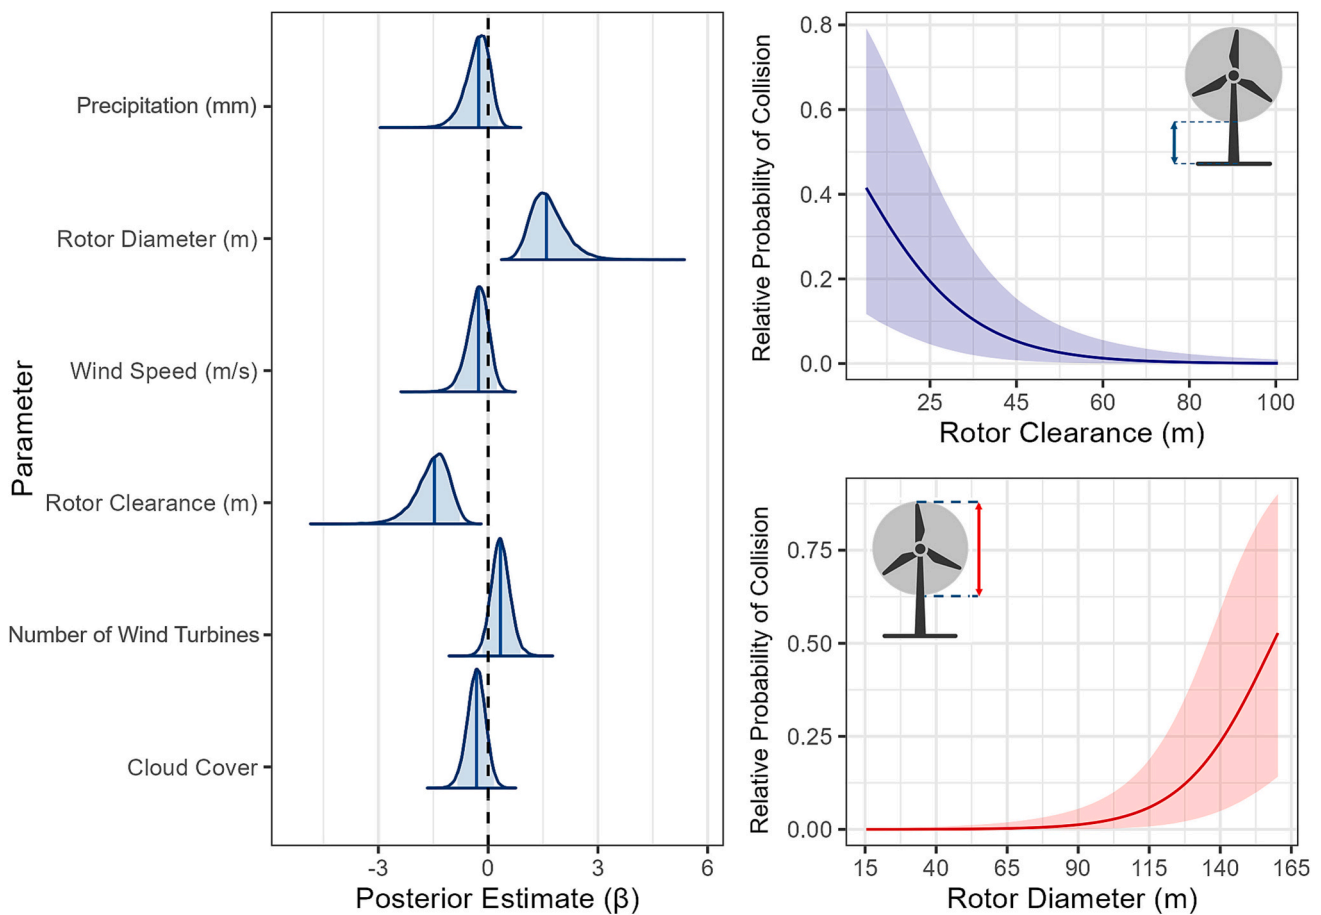 Parameter
Precipitation (mm)
Rotor Diameter (m)
Wind Speed (m/s)
Rotor Clearance (m)
Number of Wind Turbines
Cloud Cover
-3 0 3 6
Posterior Estimate (β)
Relative Probability of Collision
0.8
0.6
0.4
0.2
0.0
25 45 60 80 100
Rotor Clearance (m)
Relative Probability of Collision
0.75
0.50
0.25
0.00
15 40 65 90 115 140 165
Rotor Diameter (m)